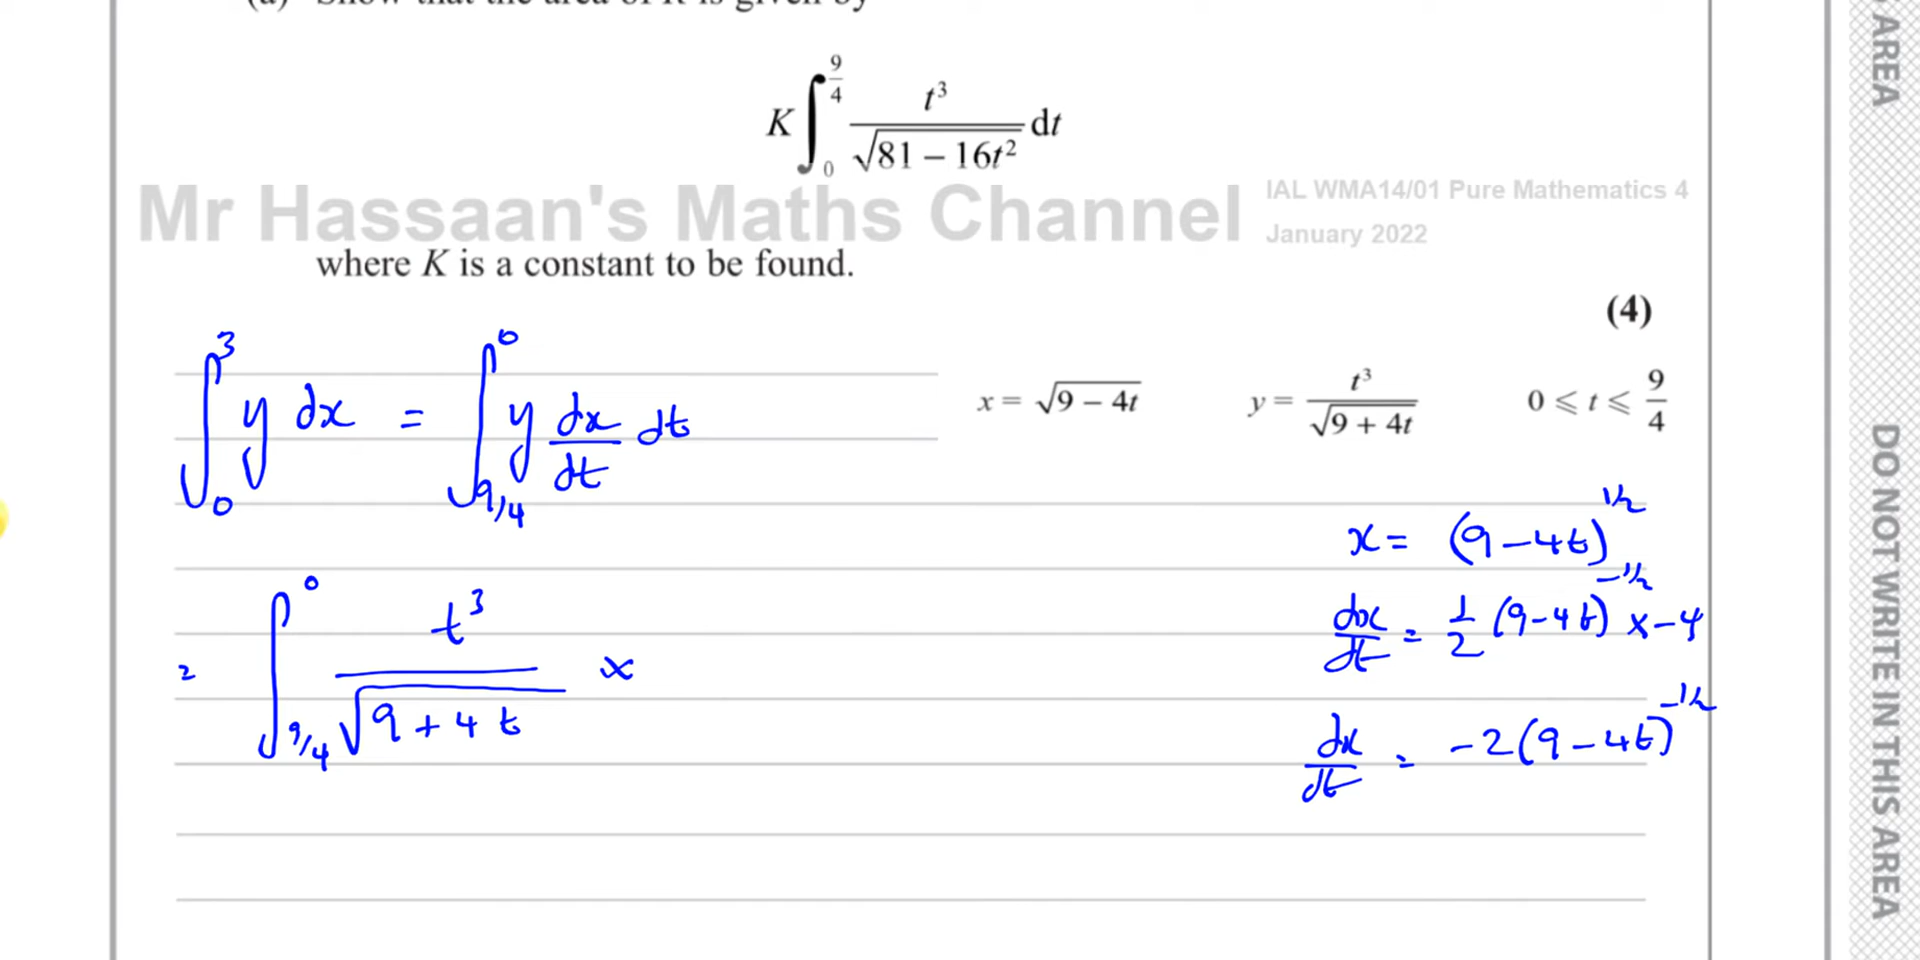 (a) Show that the area of R is given by
K ∫₀^{9/4} t³/√(81 − 16t²) dt
Mr Hassaan's Maths Channel
IAL WMA14/01 Pure Mathematics 4
January 2022
where K is a constant to be found.
(4)
∫₀³ y dx = ∫_{9/4}^0 y dx/dt dt
x = √(9 − 4t) y = t³/√(9 + 4t) 0 ⩽ t ⩽ 9/4
x = (9 − 4t)^{1/2}
dx/dt = 1/2 (9 − 4t)^{-1/2} × −4
= ∫_{9/4}^0 t³/√(9 + 4t) ×
dx/dt = −2(9 − 4t)^{-1/2}
AREA
DO NOT WRITE IN THIS AREA